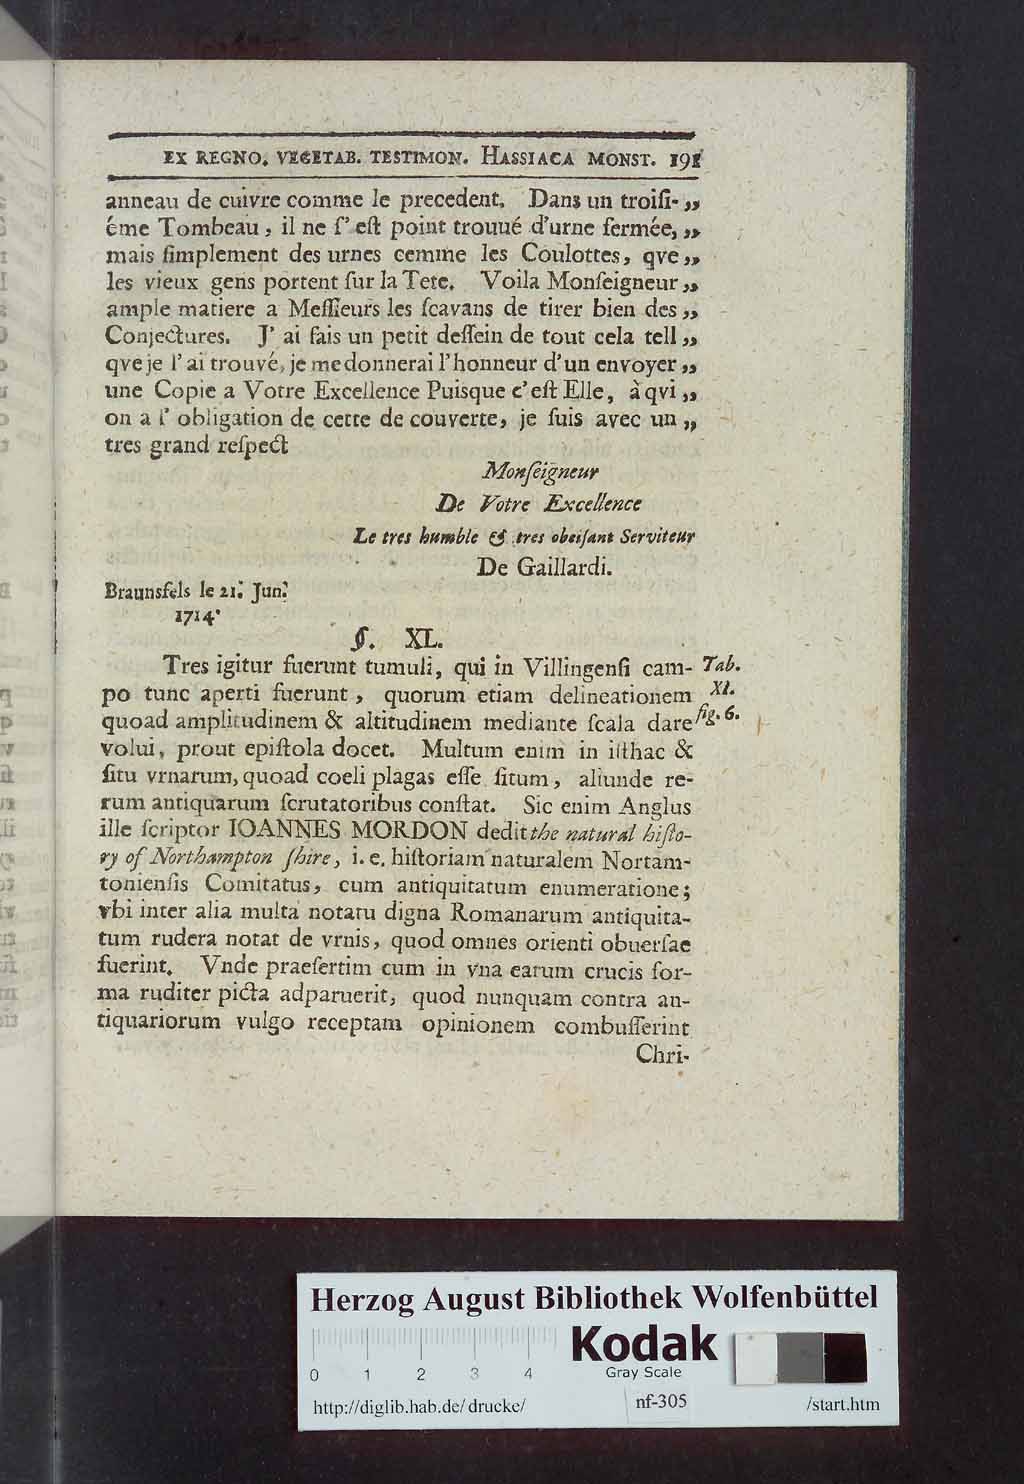 EX REGNO. VEGETAB. TESTIMON. HASSIACA MONST. 191
anneau de cuivre comme le precedent. Dans un troiſi- „
éme Tombeau, il ne ſ' eſt point trouué d'urne fermée, „
mais ſimplement des urnes cemme les Coulottes, qve „
les vieux gens portent ſur la Tete. Voila Monſeigneur „
ample matiere a Meſſieurs les ſcavans de tirer bien des „
Conjectures. J' ai fais un petit deſſein de tout cela tell „
qve je l' ai trouvé, je me donnerai l'honneur d'un envoyer „
une Copie a Votre Excellence Puisque c' eſt Elle, à qvi „
on a l' obligation de cette de couverte, je ſuis avec un „
tres grand reſpect
Monſeigneur
De Votre Excellence
Le tres humble & tres obeiſant Serviteur
De Gaillardi.
Braunsfels le 21. Jun.
1714.
§. XL.
Tres igitur fuerunt tumuli, qui in Villingenſi cam- Tab.
po tunc aperti fuerunt, quorum etiam delineationem XI.
quoad amplitudinem & altitudinem mediante ſcala dare fig. 6.
volui, prout epiſtola docet. Multum enim in iſthac &
ſitu vrnarum, quoad coeli plagas eſſe ſitum, aliunde re-
rum antiquarum ſcrutatoribus conſtat. Sic enim Anglus
ille ſcriptor IOANNES MORDON dedit the natural hiſto-
ry of Northampton ſhire, i. e. hiſtoriam naturalem Nortam-
tonienſis Comitatus, cum antiquitatum enumeratione;
vbi inter alia multa notatu digna Romanarum antiquita-
tum rudera notat de vrnis, quod omnes orienti obuerſae
fuerint. Vnde praeſertim cum in vna earum crucis for-
ma ruditer picta adparuerit, quod nunquam contra an-
tiquariorum vulgo receptam opinionem combuſſerint
Chri-
Herzog August Bibliothek Wolfenbüttel
Kodak
Gray Scale
0 1 2 3 4
http://diglib.hab.de/drucke/ nf-305 /start.htm